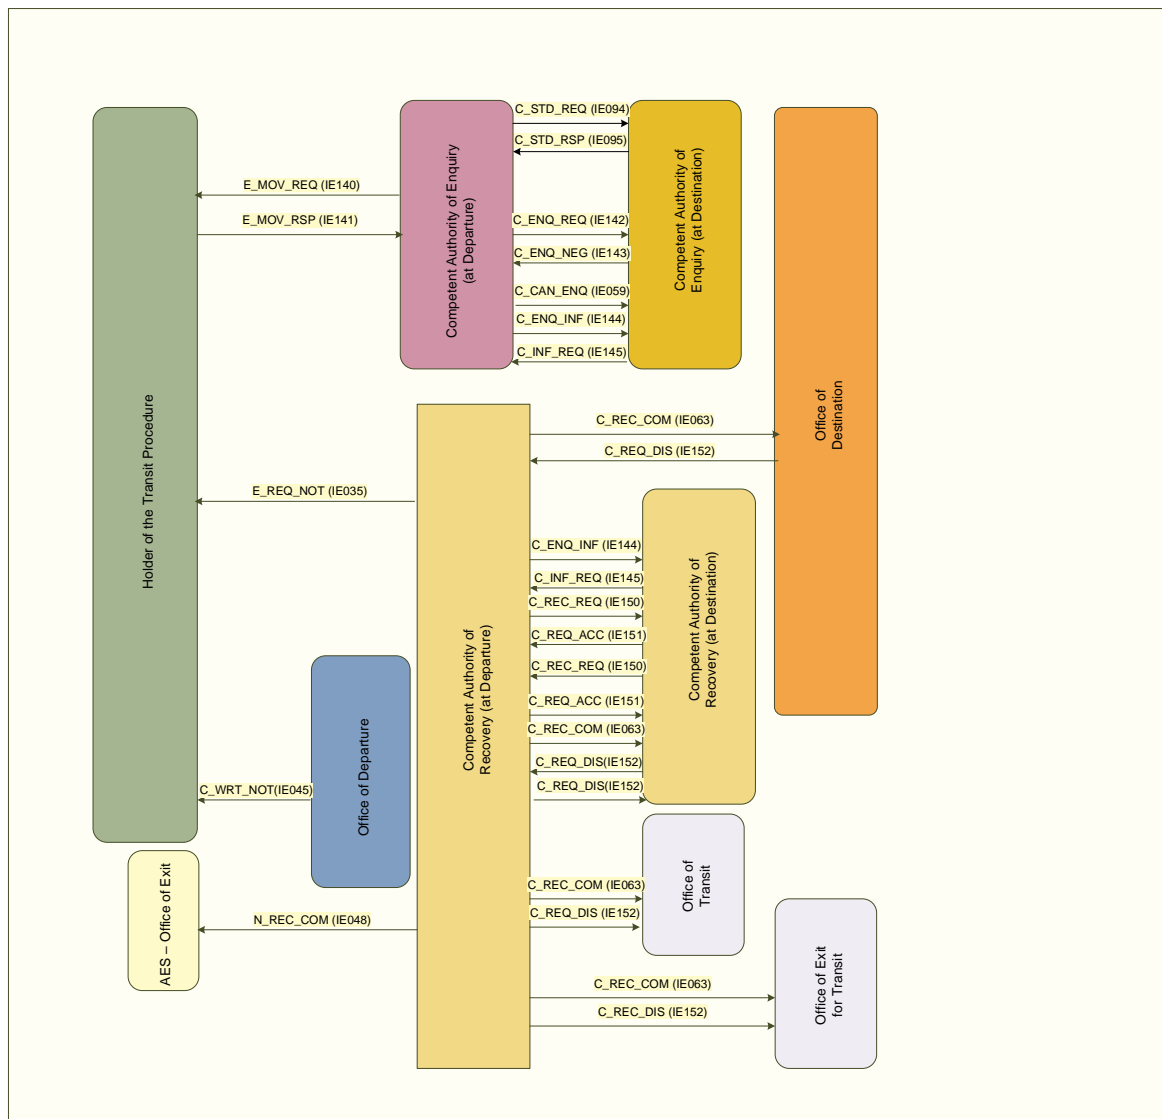 C_STD_REQ (IE094)
C_STD_RSP (IE095)
E_MOV_REQ (IE140)
E_MOV_RSP (IE141)
C_ENQ_REQ (IE142)
C_ENQ_NEG (IE143)
C_CAN_ENQ (IE059)
C_ENQ_INF (IE144)
C_INF_REQ (IE145)
Holder of the Transit Procedure
Competent Authority of Enquiry
(at Departure)
Competent Authority of
Enquiry (at Destination)
Office of
Destination
C_REC_COM (IE063)
C_REQ_DIS (IE152)
E_REQ_NOT (IE035)
C_ENQ_INF (IE144)
C_INF_REQ (IE145)
C_REC_REQ (IE150)
C_REQ_ACC (IE151)
C_REC_REQ (IE150)
C_REQ_ACC (IE151)
C_REC_COM (IE063)
C_REQ_DIS(IE152)
C_REQ_DIS(IE152)
Competent Authority of
Recovery (at Departure)
Competent Authority of
Recovery (at Destination)
Office of Departure
C_WRT_NOT(IE045)
AES – Office of Exit
N_REC_COM (IE048)
C_REC_COM (IE063)
C_REQ_DIS (IE152)
Office of
Transit
C_REC_COM (IE063)
C_REC_DIS (IE152)
Office of Exit
for Transit